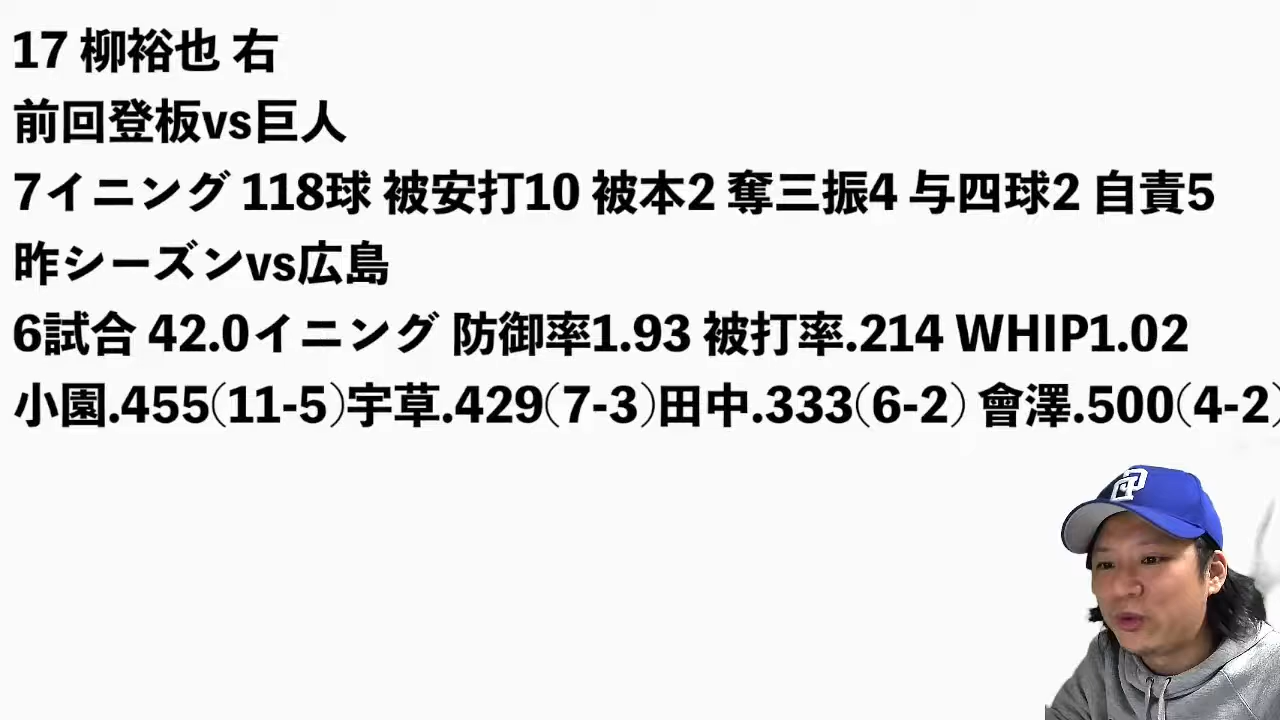 17 柳裕也 右
前回登板vs巨人
7イニング 118球 被安打10 被本2 奪三振4 与四球2 自責5
昨シーズンvs広島
6試合 42.0イニング 防御率1.93 被打率.214 WHIP1.02
小園.455(11-5)宇草.429(7-3)田中.333(6-2) 會澤.500(4-2)